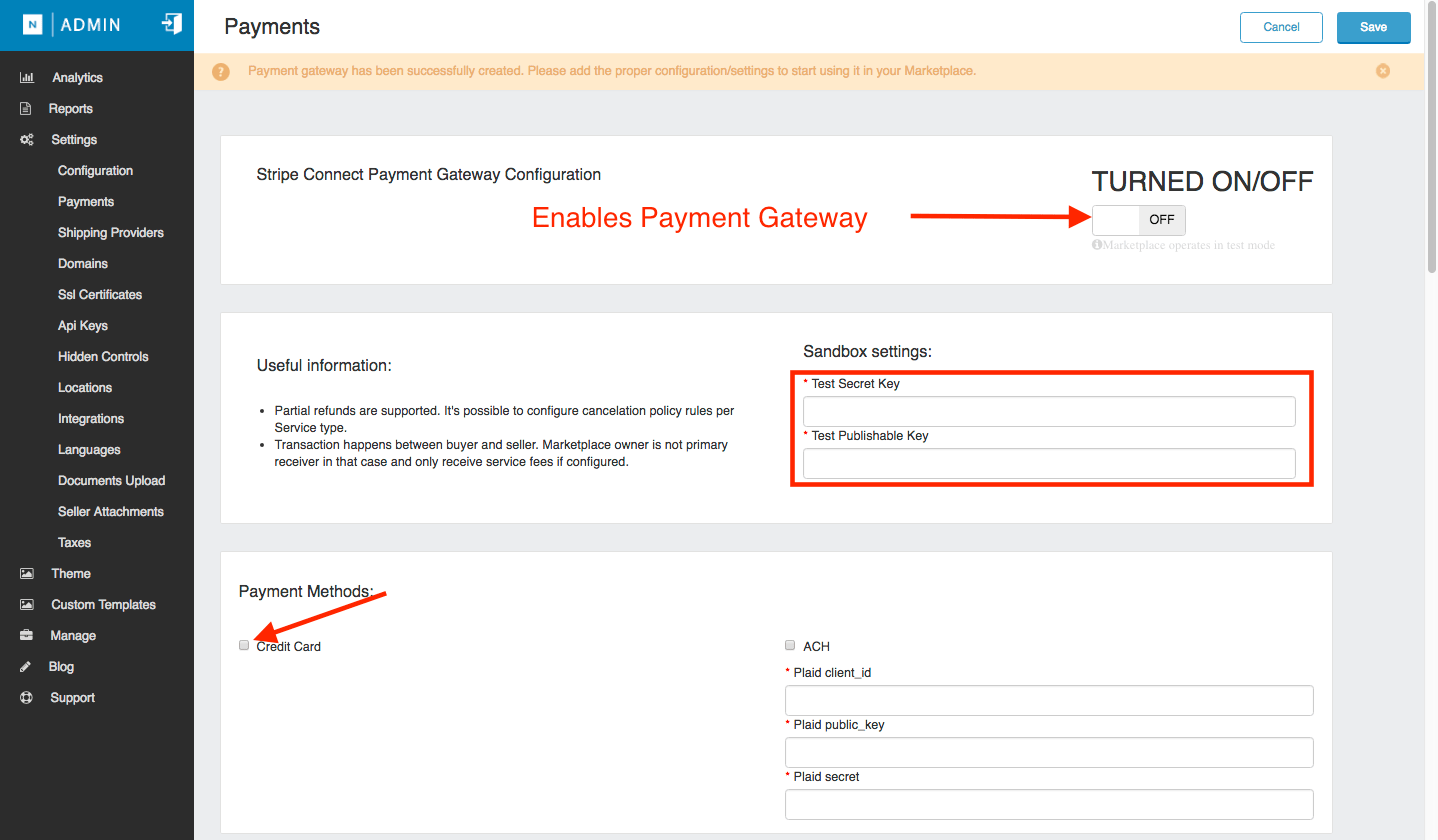 N ADMIN
Analytics
Reports
Settings
Configuration
Payments
Shipping Providers
Domains
Ssl Certificates
Api Keys
Hidden Controls
Locations
Integrations
Languages
Documents Upload
Seller Attachments
Taxes
Theme
Custom Templates
Manage
Blog
Support
Payments
Cancel
Save
? Payment gateway has been successfully created. Please add the proper configuration/settings to start using it in your Marketplace.
Stripe Connect Payment Gateway Configuration
TURNED ON/OFF
Enables Payment Gateway
OFF
Marketplace operates in test mode
Useful information:
• Partial refunds are supported. It's possible to configure cancelation policy rules per
Service type.
• Transaction happens between buyer and seller. Marketplace owner is not primary
receiver in that case and only receive service fees if configured.
Sandbox settings:
* Test Secret Key
* Test Publishable Key
Payment Methods:
Credit Card
ACH
* Plaid client_id
* Plaid public_key
* Plaid secret